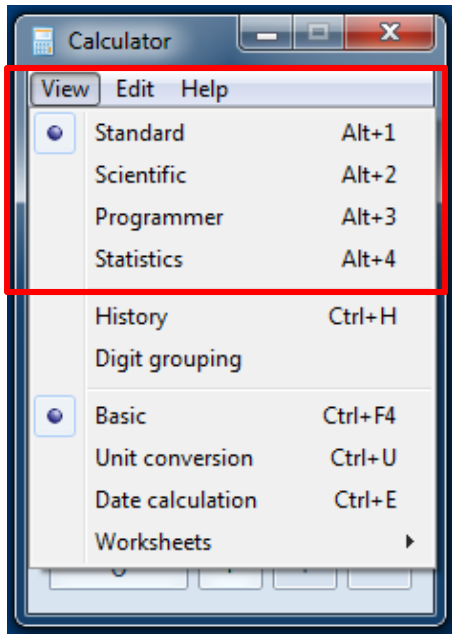 Calculator
View Edit Help
Standard Alt+1
Scientific Alt+2
Programmer Alt+3
Statistics Alt+4
History Ctrl+H
Digit grouping
Basic Ctrl+F4
Unit conversion Ctrl+U
Date calculation Ctrl+E
Worksheets